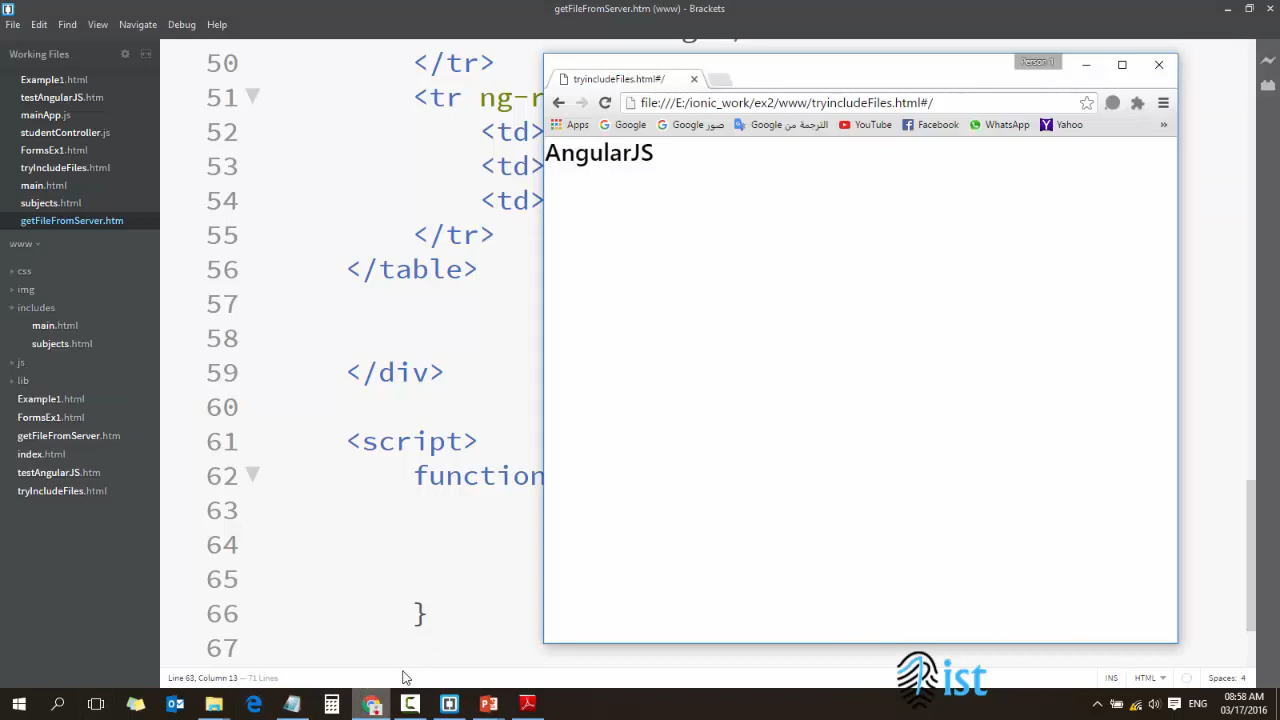 getFileFromServer.htm (www) - Brackets
File Edit Find View Navigate Debug Help
Working Files
Example1.html
testAngularJS.htm
mainApp.js
studentController.js
FormsEx1.html
tryIncludeFiles.html
main.html
subjects.html
getFileFromServer.htm
www
css
img
includes
main.html
subjects.html
js
lib
Example1.html
FormsEx1.html
getFileFromServer.htm
index.html
testAngularJS.htm
tryIncludeFiles.html
50 </tr>
51 <tr ng-r
52 <td>
53 <td>
54 <td>
55 </tr>
56 </table>
57
58
59 </div>
60
61 <script>
62 function
63
64
65
66 }
67
Person 1
tryincludeFiles.html#/
file:///E:/ionic_work/ex2/www/tryincludeFiles.html#/
Apps Google صور Google الترجمة من Google YouTube Facebook WhatsApp Yahoo »
AngularJS
Line 63, Column 13 — 71 Lines
INS HTML Spaces: 4
ist
ENG
08:58 AM
03/17/2016